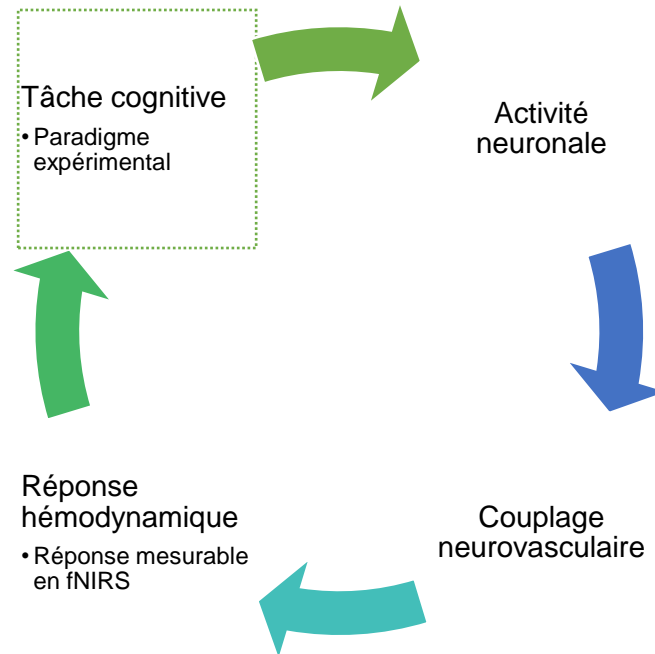 Tâche cognitive
• Paradigme
expérimental
Activité
neuronale
Couplage
neurovasculaire
Réponse
hémodynamique
• Réponse mesurable
en fNIRS